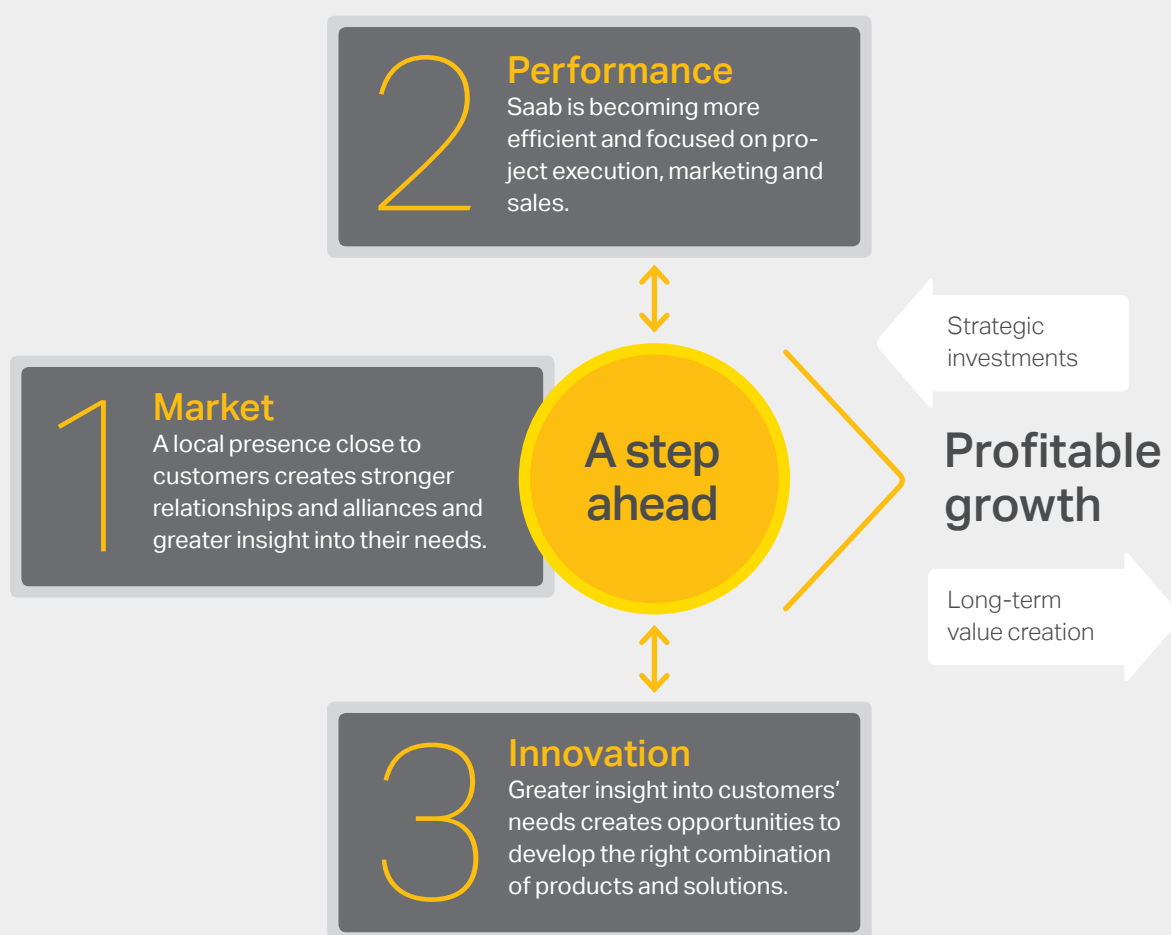 2
Performance
Saab is becoming more
efficient and focused on pro-
ject execution, marketing and
sales.
1
Market
A local presence close to
customers creates stronger
relationships and alliances and
greater insight into their needs.
A step
ahead
Strategic
investments
Profitable
growth
Long-term
value creation
3
Innovation
Greater insight into customers’
needs creates opportunities to
develop the right combination
of products and solutions.